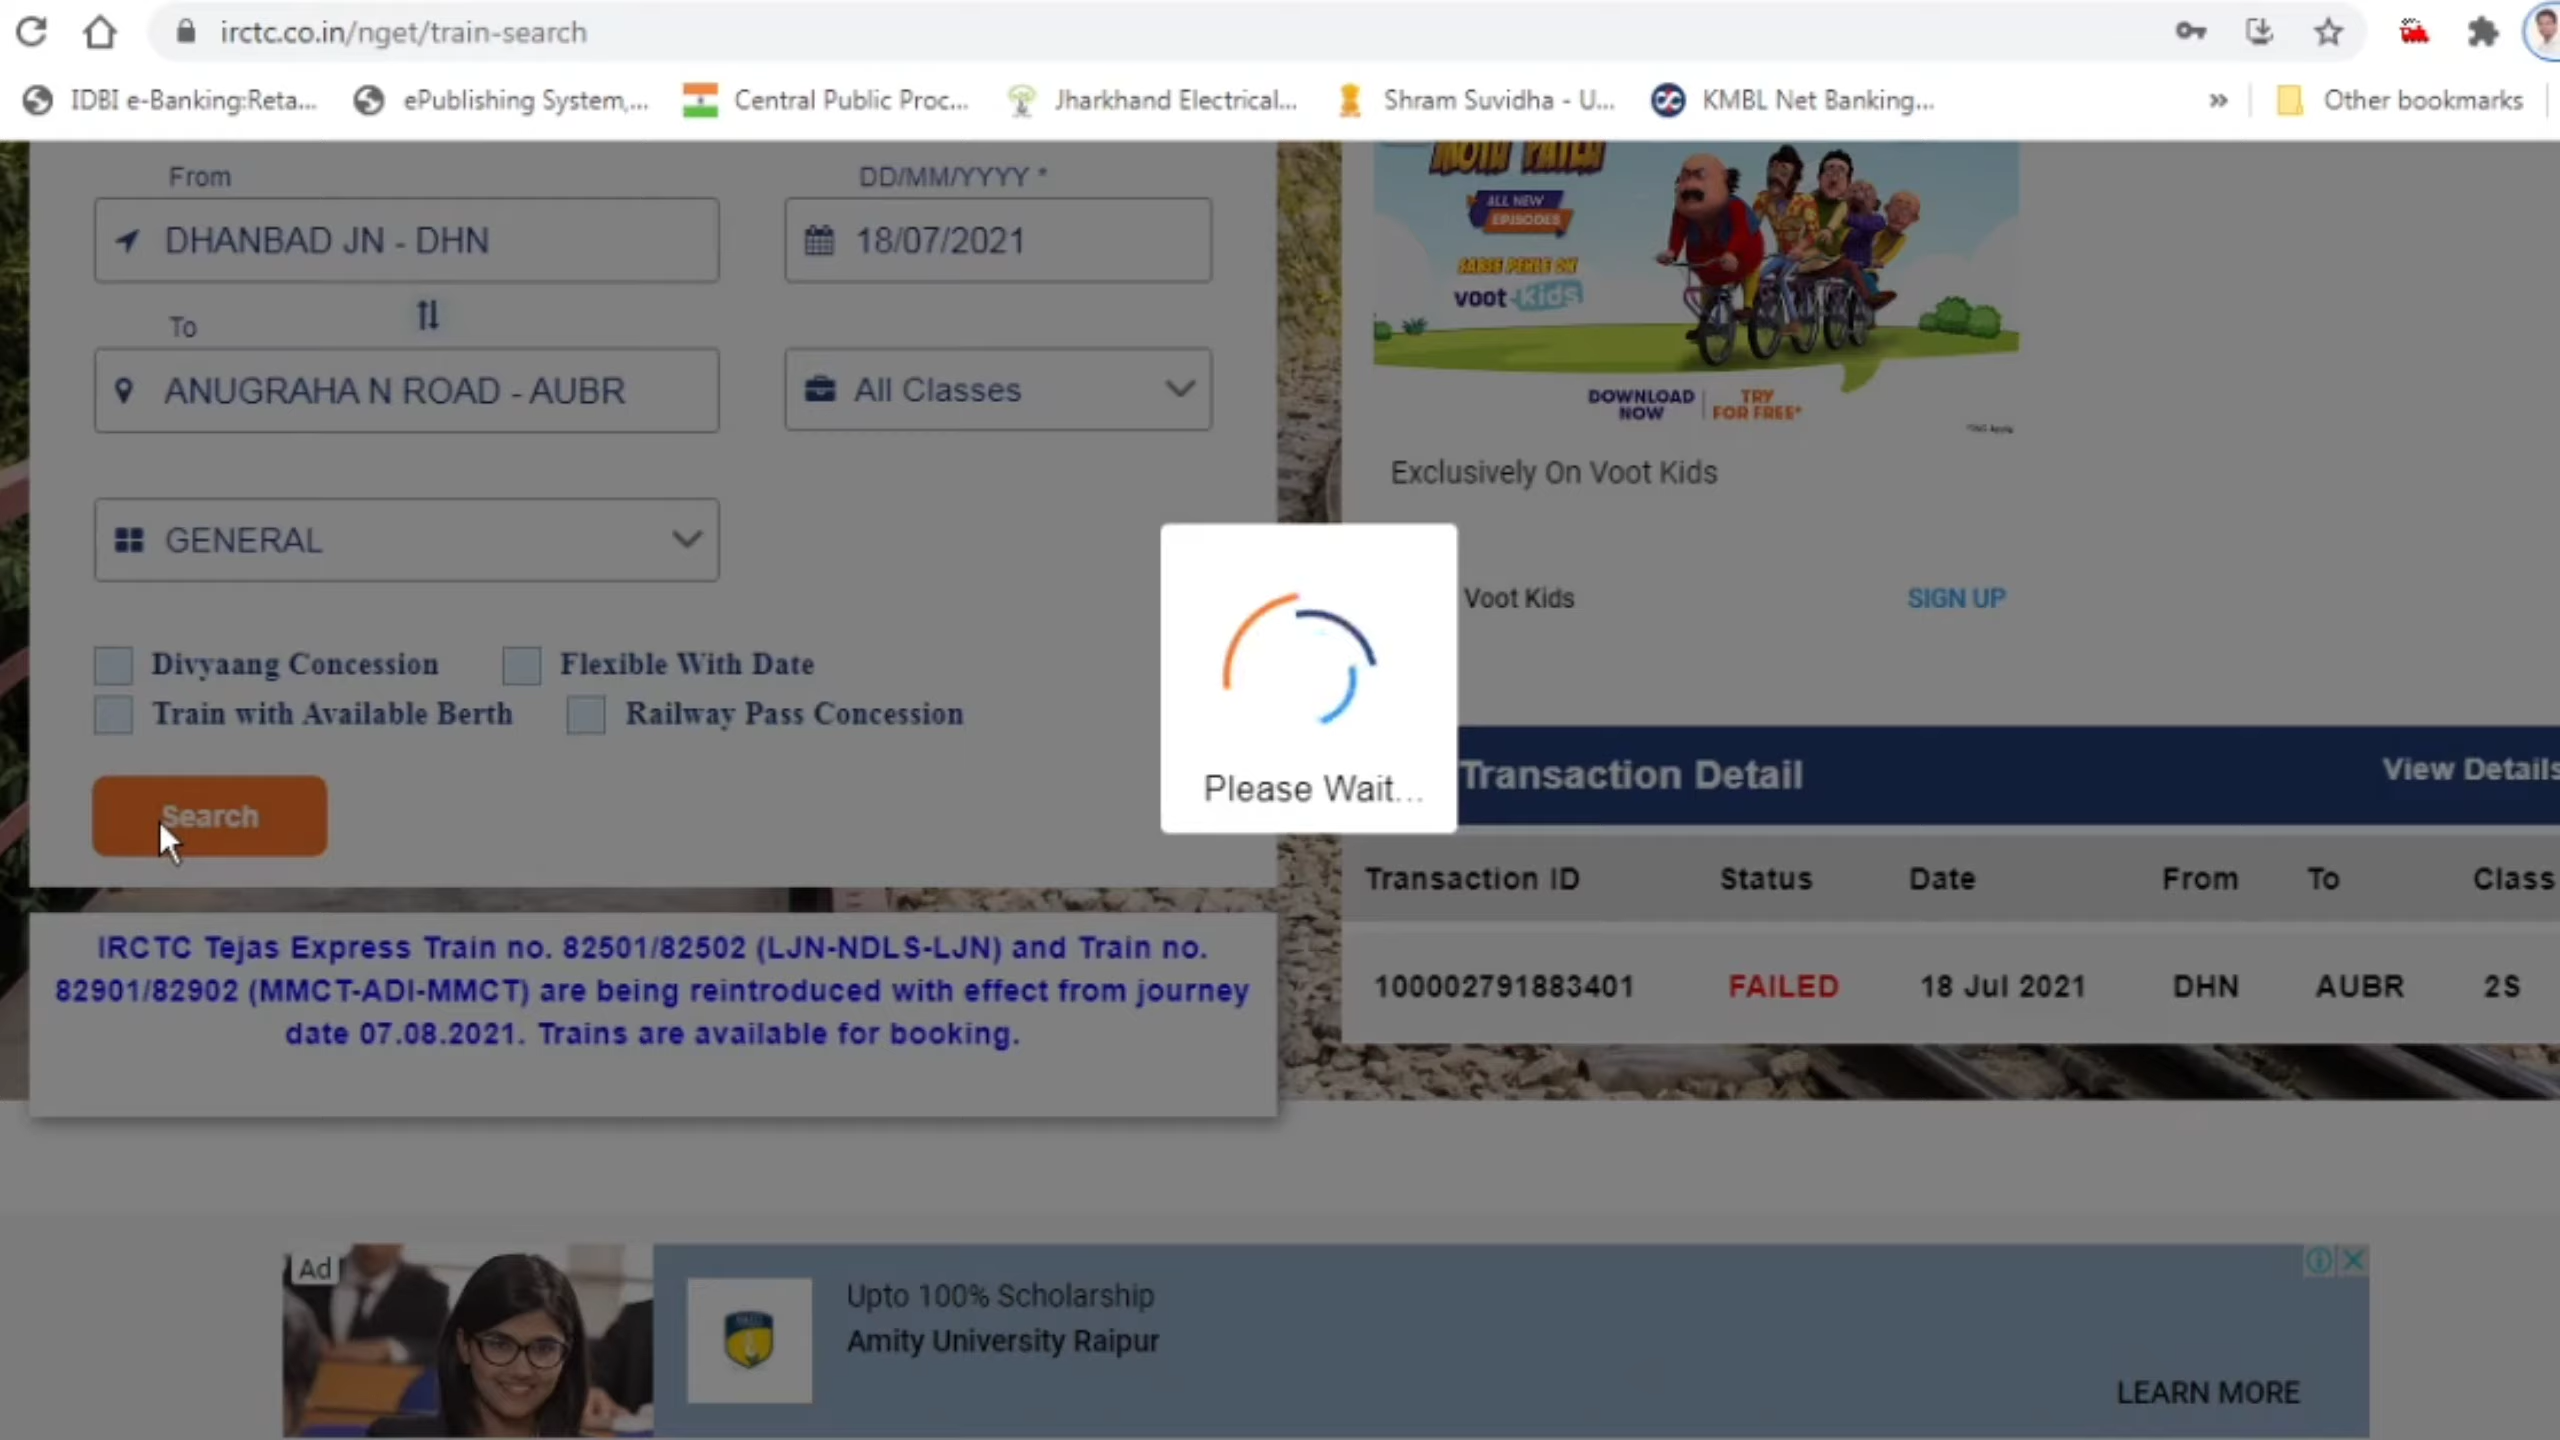 irctc.co.in/nget/train-search
IDBI e-Banking:Reta...
ePublishing System,...
Central Public Proc...
Jharkhand Electrical...
Shram Suvidha - U...
KMBL Net Banking...
»
Other bookmarks
From
DHANBAD JN - DHN
DD/MM/YYYY *
18/07/2021
To
ANUGRAHA N ROAD - AUBR
All Classes
GENERAL
Divyaang Concession
Flexible With Date
Train with Available Berth
Railway Pass Concession
Search
IRCTC Tejas Express Train no. 82501/82502 (LJN-NDLS-LJN) and Train no.
82901/82902 (MMCT-ADI-MMCT) are being reintroduced with effect from journey
date 07.08.2021. Trains are available for booking.
MOTU PATLU
ALL NEW
EPISODES
SABSE PEHLE ON
voot kids
DOWNLOAD
NOW
TRY
FOR FREE*
Exclusively On Voot Kids
Voot Kids
SIGN UP
Please Wait...
Transaction Detail
View Details
Transaction ID Status Date From To Class
100002791883401 FAILED 18 Jul 2021 DHN AUBR 2S
Ad
Upto 100% Scholarship
Amity University Raipur
LEARN MORE